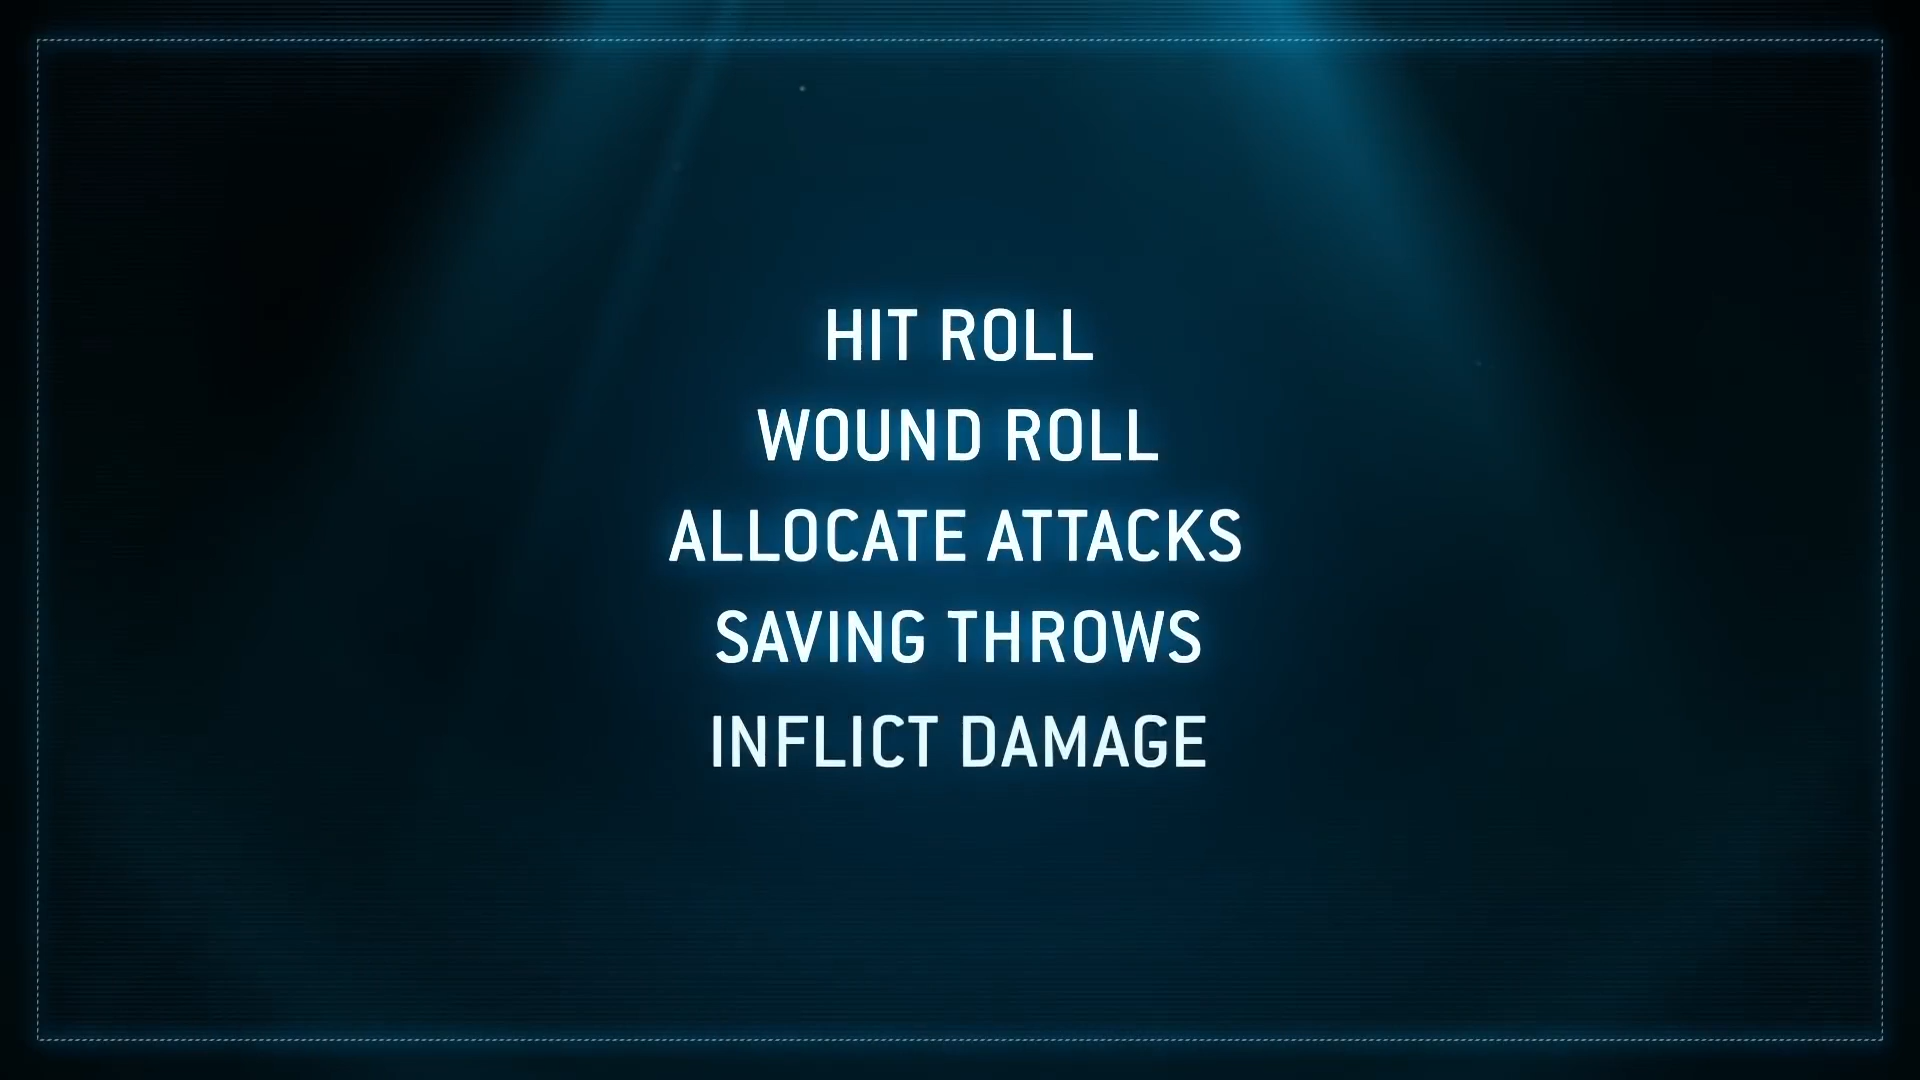 HIT ROLL
WOUND ROLL
ALLOCATE ATTACKS
SAVING THROWS
INFLICT DAMAGE